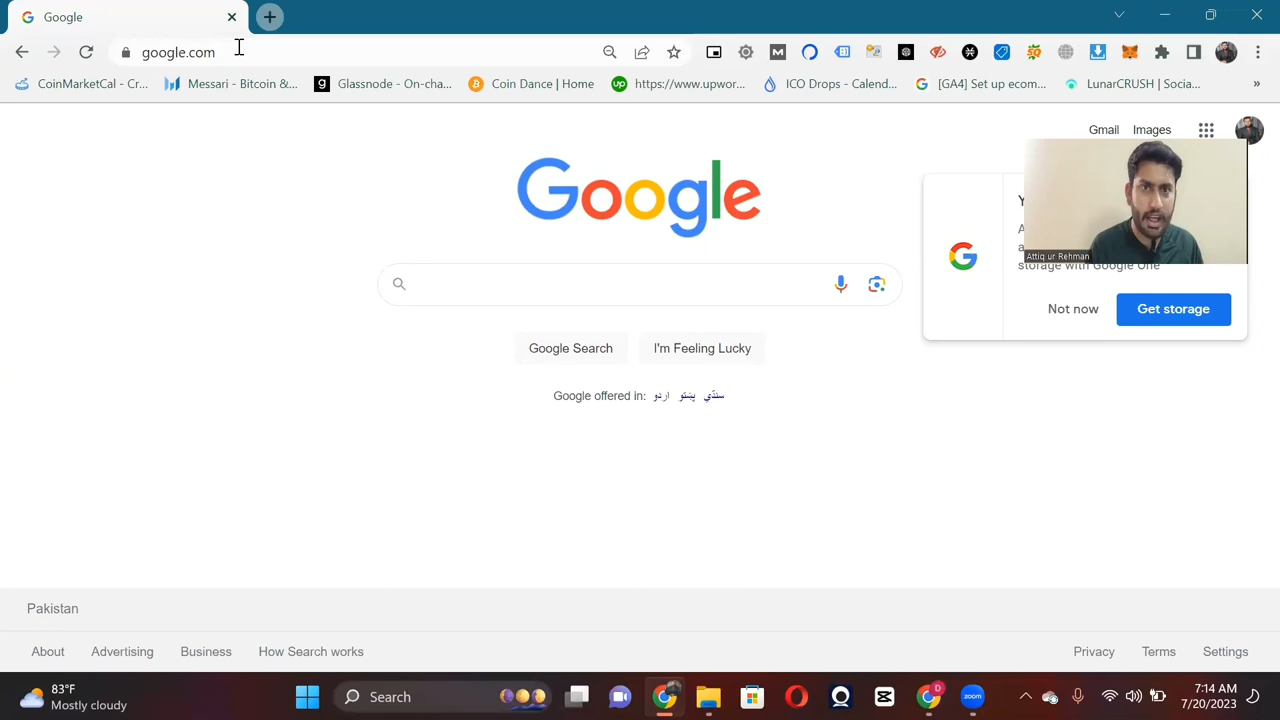 Google
google.com
CoinMarketCal - Cr...
Messari - Bitcoin &...
Glassnode - On-cha...
Coin Dance | Home
https://www.upwor...
ICO Drops - Calend...
[GA4] Set up ecom...
LunarCRUSH | Socia...
»
Gmail
Images
Google
Y
A
a
storage with Google One
Attiq ur Rehman
Not now
Get storage
Google Search
I'm Feeling Lucky
Google offered in: اردو پښتو سنڌي
Pakistan
About
Advertising
Business
How Search works
Privacy
Terms
Settings
83°F
Mostly cloudy
Search
D
zoom
7:14 AM
7/20/2023